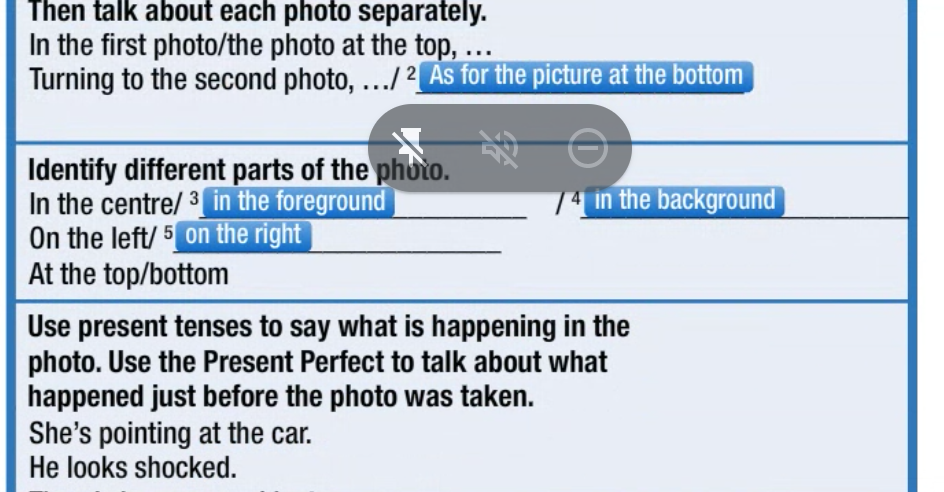 Then talk about each photo separately.
In the first photo/the photo at the top, …
Turning to the second photo, …/ 2 As for the picture at the bottom
Identify different parts of the photo.
In the centre/ 3 in the foreground / 4 in the background
On the left/ 5 on the right
At the top/bottom
Use present tenses to say what is happening in the
photo. Use the Present Perfect to talk about what
happened just before the photo was taken.
She's pointing at the car.
He looks shocked.